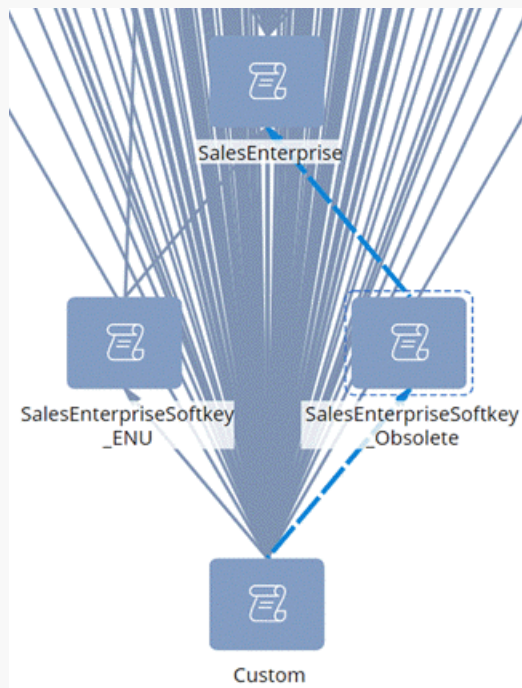 SalesEnterprise
SalesEnterpriseSoftkey
_ENU
SalesEnterpriseSoftkey
_Obsolete
Custom